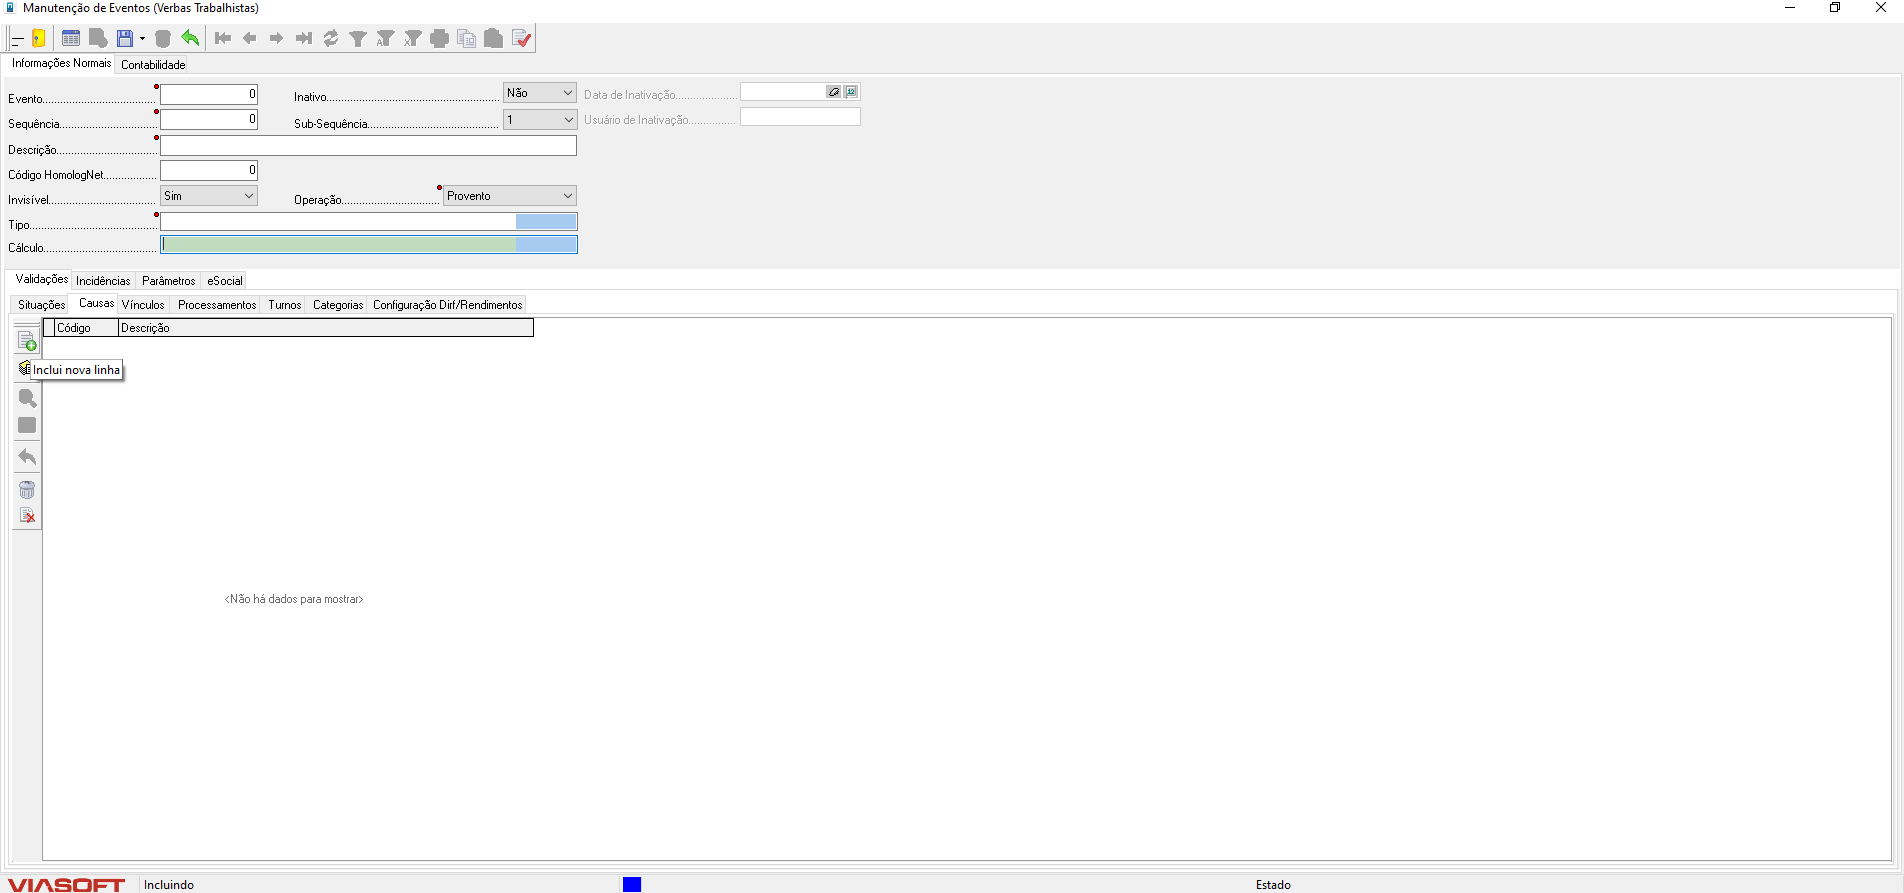 Manutenção de Eventos (Verbas Trabalhistas)
Informações Normais Contabilidade
Evento 0 Inativo Não Data de Inativação
Sequência 0 Sub-Sequência 1 Usuário de Inativação
Descrição
Código HomologNet 0
Invisível Sim Operação Provento
Tipo
Cálculo
Validações Incidências Parâmetros eSocial
Situações Causas Vínculos Processamentos Turnos Categorias Configuração Dirf/Rendimentos
Código Descrição
Inclui nova linha
<Não há dados para mostrar>
VIASOFT Incluindo Estado